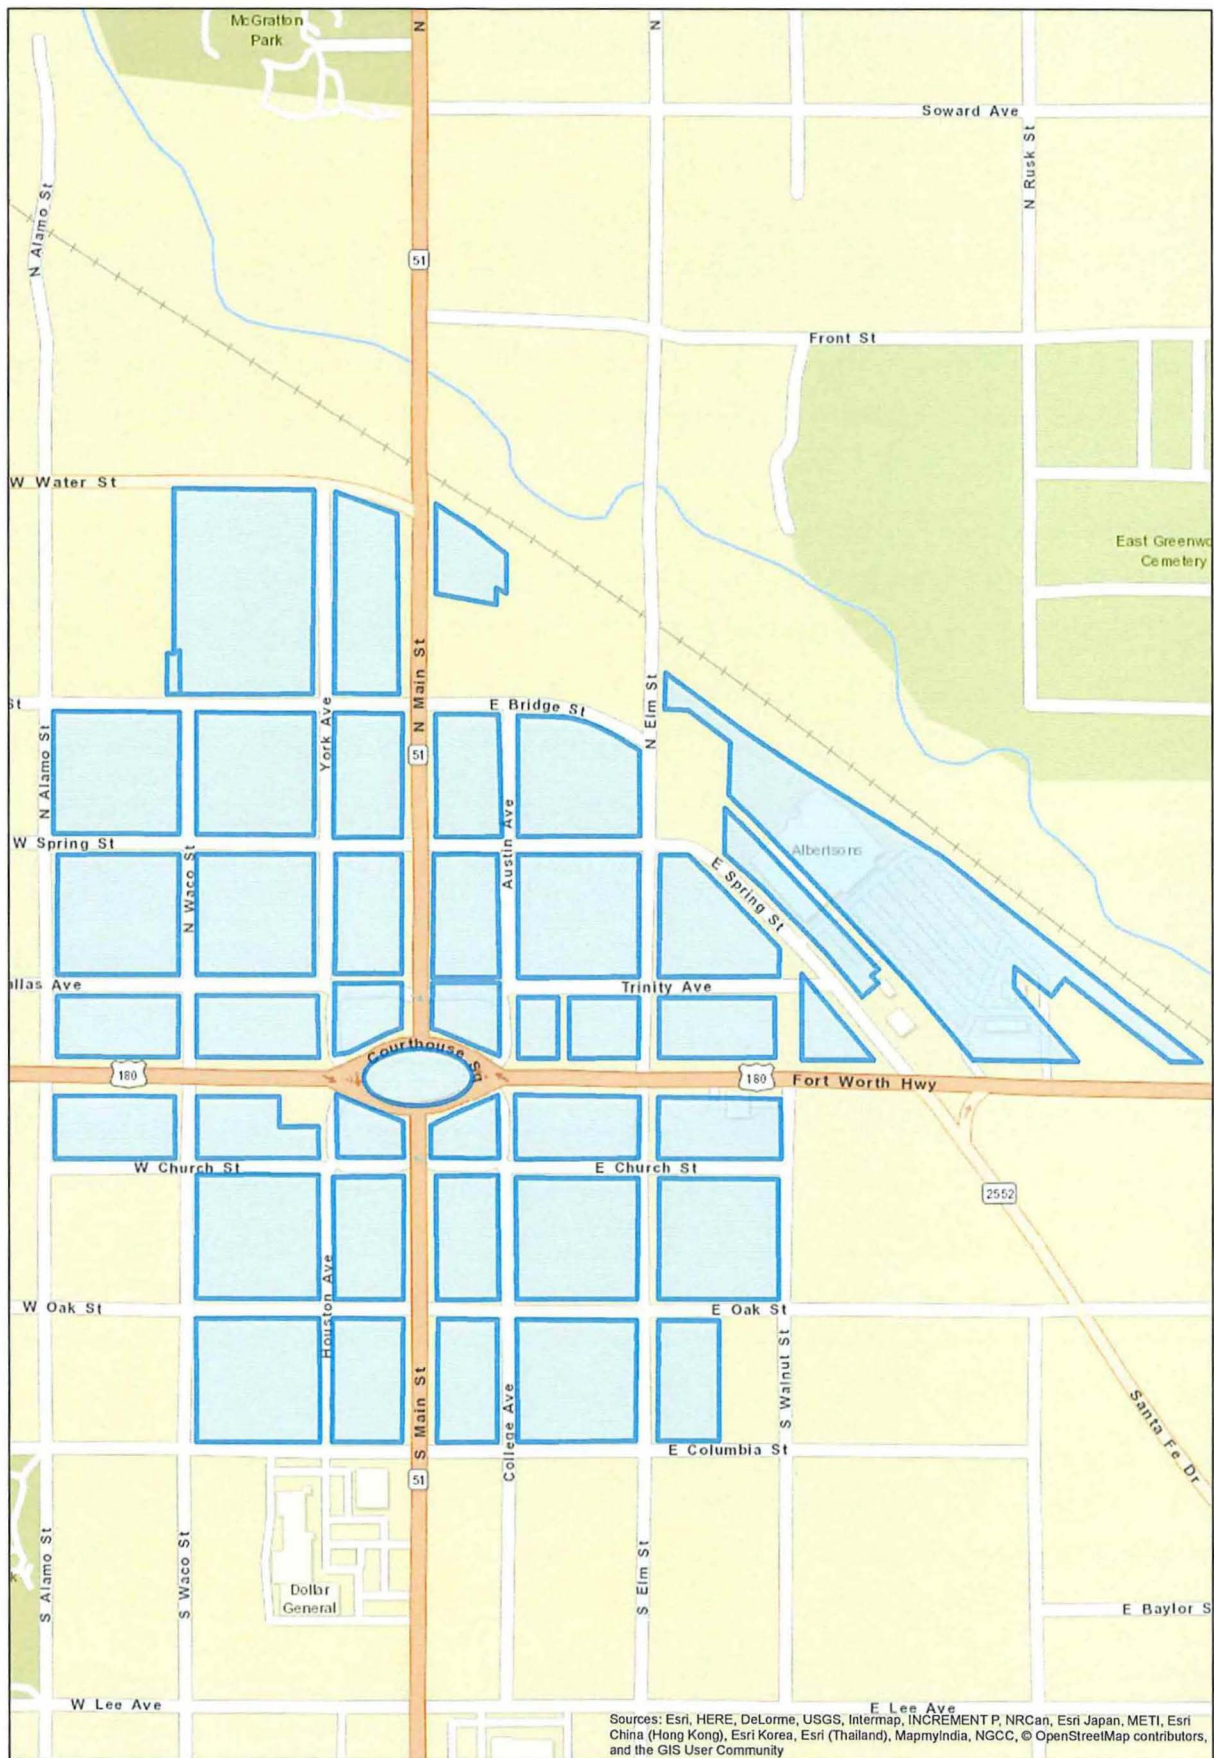 McGratton
Park
N
N
Soward Ave
N Rusk St
N Alamo St
51
Front St
W Water St
East Greenwo
Cemetery
N Main St
St
E Bridge St
N Elm St
York Ave
N Alamo St
51
Austin Ave
W Spring St
Albertsons
E Spring St
N Waco St
allas Ave
Trinity Ave
Courthouse Sq
180
180
Fort Worth Hwy
W Church St
E Church St
2552
Houston Ave
W Oak St
E Oak St
S Walnut St
S Main St
College Ave
Santa Fe Dr
E Columbia St
51
S Alamo St
S Waco St
S Elm St
k
Dollar
General
E Baylor S
W Lee Ave
E Lee Ave
Sources: Esri, HERE, DeLorme, USGS, Intermap, INCREMENT P, NRCan, Esri Japan, METI, Esri
China (Hong Kong), Esri Korea, Esri (Thailand), MapmyIndia, NGCC, © OpenStreetMap contributors,
and the GIS User Community